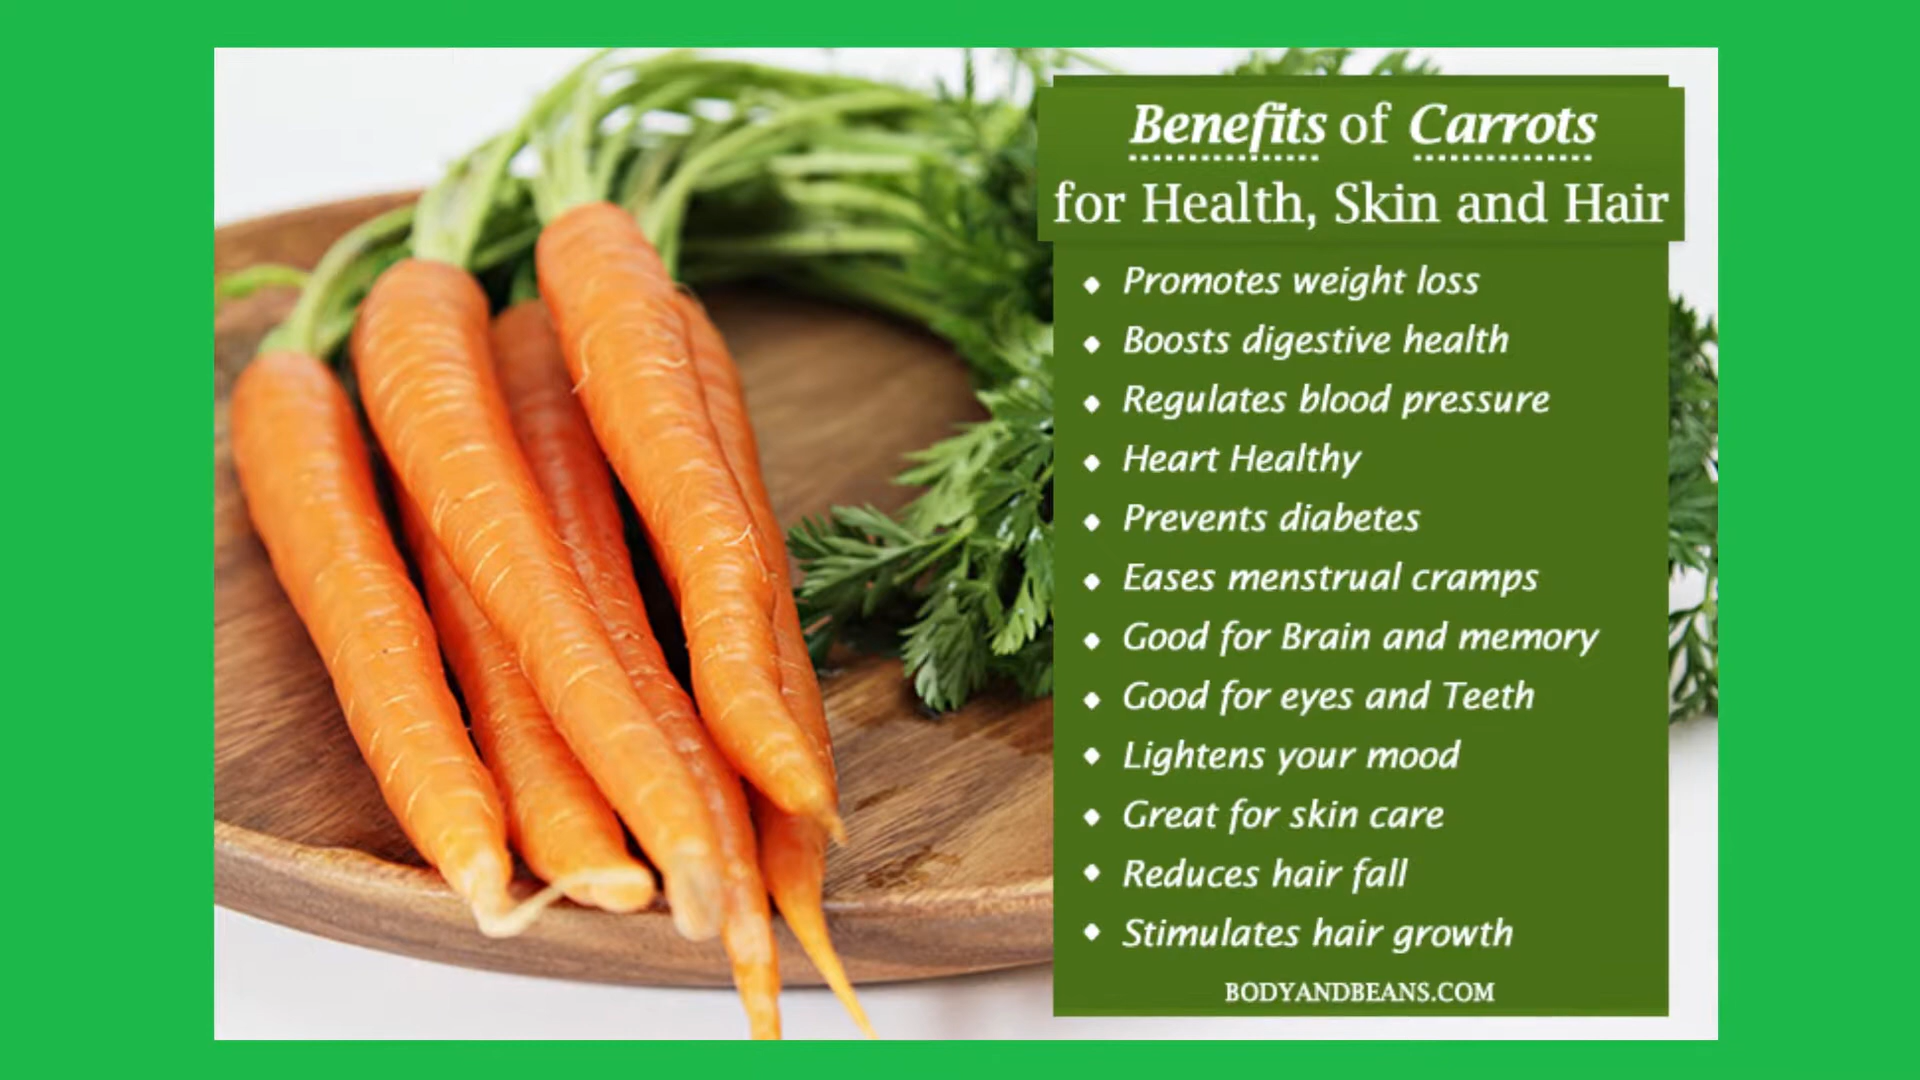 Benefits of Carrots
for Health, Skin and Hair
Promotes weight loss
Boosts digestive health
Regulates blood pressure
Heart Healthy
Prevents diabetes
Eases menstrual cramps
Good for Brain and memory
Good for eyes and Teeth
Lightens your mood
Great for skin care
Reduces hair fall
Stimulates hair growth
BODYANDBEANS.COM